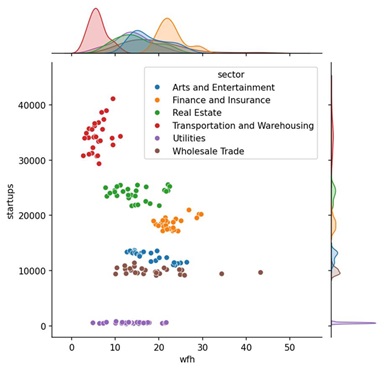 sector
Arts and Entertainment
Finance and Insurance
Real Estate
Transportation and Warehousing
Utilities
Wholesale Trade
40000
30000
20000
10000
0
startups
0 10 20 30 40 50
wfh